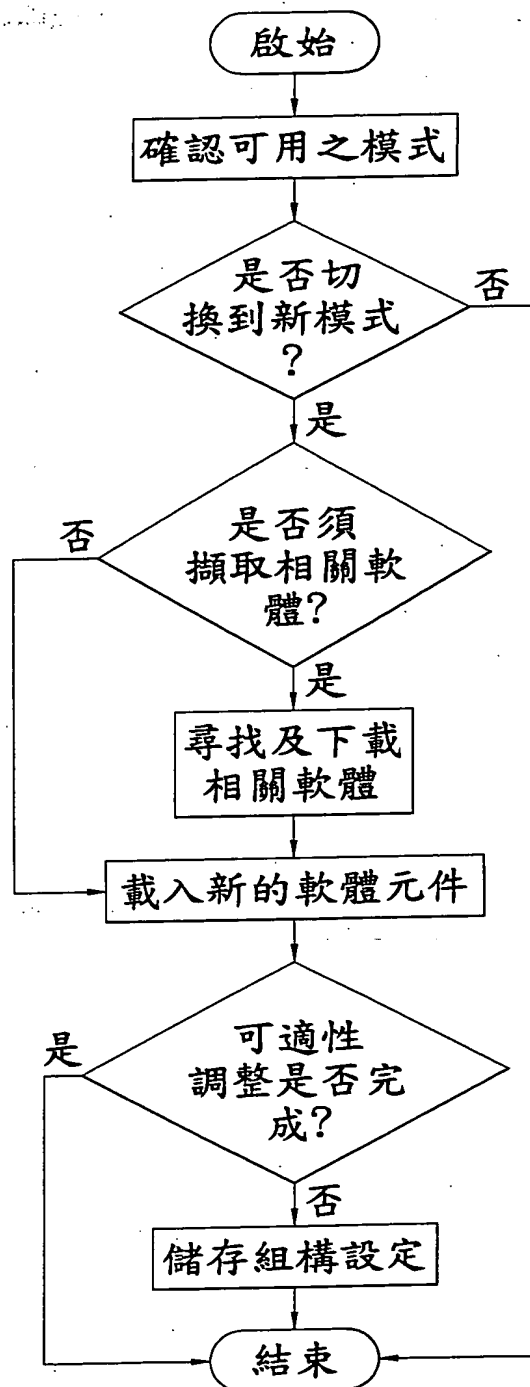 啟始
確認可用之模式
是否切
換到新模式
?
否
是
是否須
擷取相關軟
體?
否
是
尋找及下載
相關軟體
載入新的軟體元件
可適性
調整是否完
成?
是
否
儲存組構設定
結束